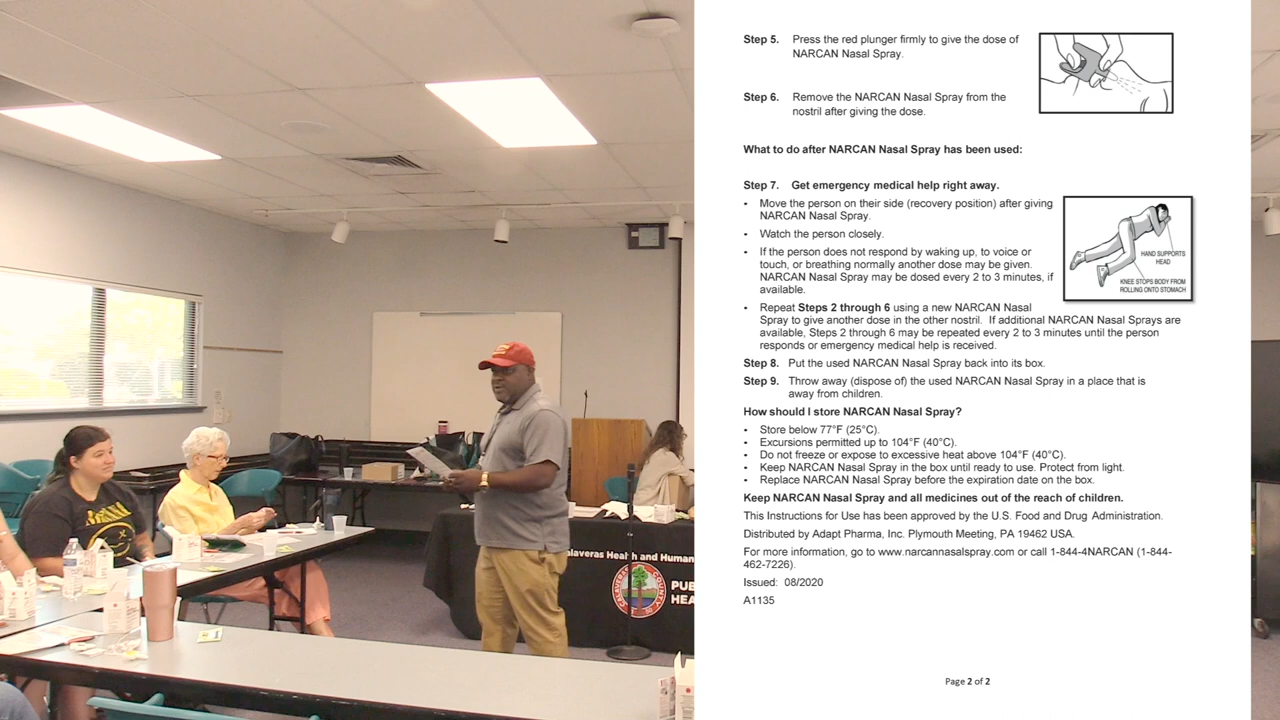 Step 5. Press the red plunger firmly to give the dose of
NARCAN Nasal Spray.
Step 6. Remove the NARCAN Nasal Spray from the
nostril after giving the dose.
What to do after NARCAN Nasal Spray has been used:
Step 7. Get emergency medical help right away.
• Move the person on their side (recovery position) after giving
NARCAN Nasal Spray.
• Watch the person closely.
• If the person does not respond by waking up, to voice or
touch, or breathing normally another dose may be given.
NARCAN Nasal Spray may be dosed every 2 to 3 minutes, if
available.
HAND SUPPORTS
HEAD
KNEE STOPS BODY FROM
ROLLING ONTO STOMACH
• Repeat Steps 2 through 6 using a new NARCAN Nasal
Spray to give another dose in the other nostril. If additional NARCAN Nasal Sprays are
available, Steps 2 through 6 may be repeated every 2 to 3 minutes until the person
responds or emergency medical help is received.
Step 8. Put the used NARCAN Nasal Spray back into its box.
Step 9. Throw away (dispose of) the used NARCAN Nasal Spray in a place that is
away from children.
How should I store NARCAN Nasal Spray?
• Store below 77°F (25°C).
• Excursions permitted up to 104°F (40°C).
• Do not freeze or expose to excessive heat above 104°F (40°C).
• Keep NARCAN Nasal Spray in the box until ready to use. Protect from light.
• Replace NARCAN Nasal Spray before the expiration date on the box.
Keep NARCAN Nasal Spray and all medicines out of the reach of children.
This Instructions for Use has been approved by the U.S. Food and Drug Administration.
Distributed by Adapt Pharma, Inc. Plymouth Meeting, PA 19462 USA.
For more information, go to www.narcannasalspray.com or call 1-844-4NARCAN (1-844-
462-7226).
Issued: 08/2020
A1135
Page 2 of 2
alaveras Health and Human
PUB
HEA
CALAVERAS COUNTY
NIRVANA